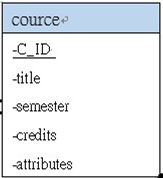 cource
-C_ID
-title
-semester
-credits
-attributes